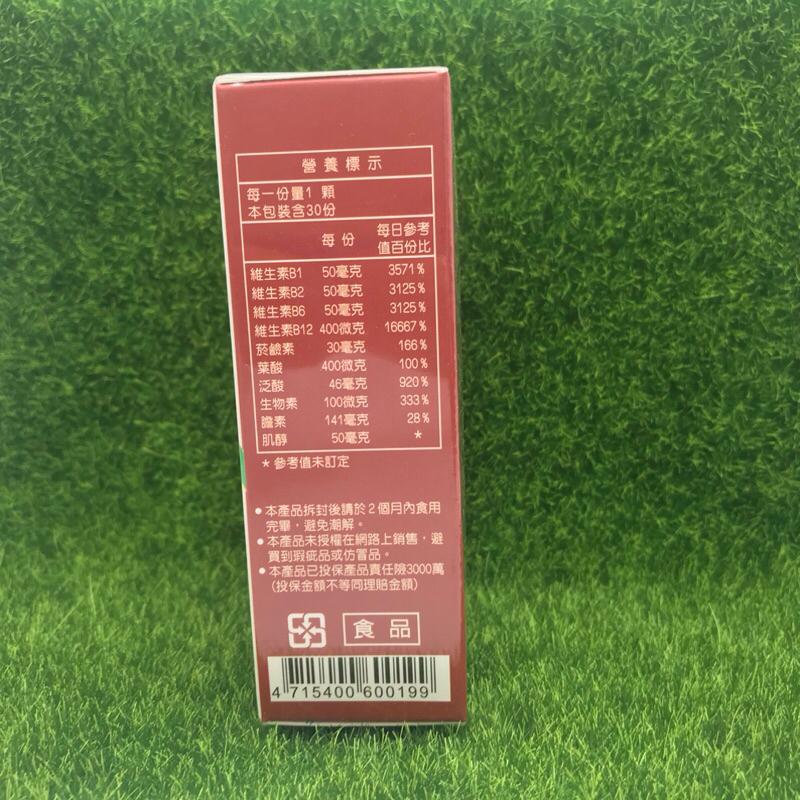 營養標示
每一份量1 顆
本包裝含30份
每份 每日參考值百份比
維生素B1 50毫克 3571%
維生素B2 50毫克 3125%
維生素B6 50毫克 3125%
維生素B12 400微克 16667%
菸鹼素 30毫克 166%
葉酸 400微克 100%
泛酸 46毫克 920%
生物素 100微克 333%
膽素 141毫克 28%
肌醇 50毫克 *
* 參考值未訂定
●本產品拆封後請於2個月內食用
完畢,避免潮解。
●本產品未授權在網路上銷售,避
買到瑕疵品或仿冒品。
●本產品已投保產品責任險3000萬
(投保金額不等同理賠金額)
食品
4 715400 600199